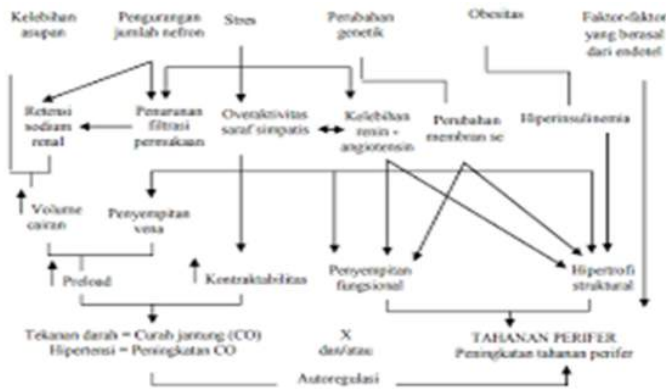 Kelebihan
asupan
Pengurangan
jumlah nefron
Stres
Perubahan
genetik
Obesitas
Faktor-faktor
yang berasal
dari endotel
Retensi
sodium
renal
Penurunan
filtrasi
permukaan
Overaktivitas
saraf simpatis
Kelebihan
renin -
angiotensin
Perubahan
membran se
Hiperinsulinemia
Volume
cairan
Penyempitan
vena
Preload
Kontraktabilitas
Penyempitan
fungsional
Hipertrofi
struktural
Tekanan darah = Curah jantung (CO)
Hipertensi = Peningkatan CO
X
dan/atau
TAHANAN PERIFER
Peningkatan tahanan perifer
Autoregulasi